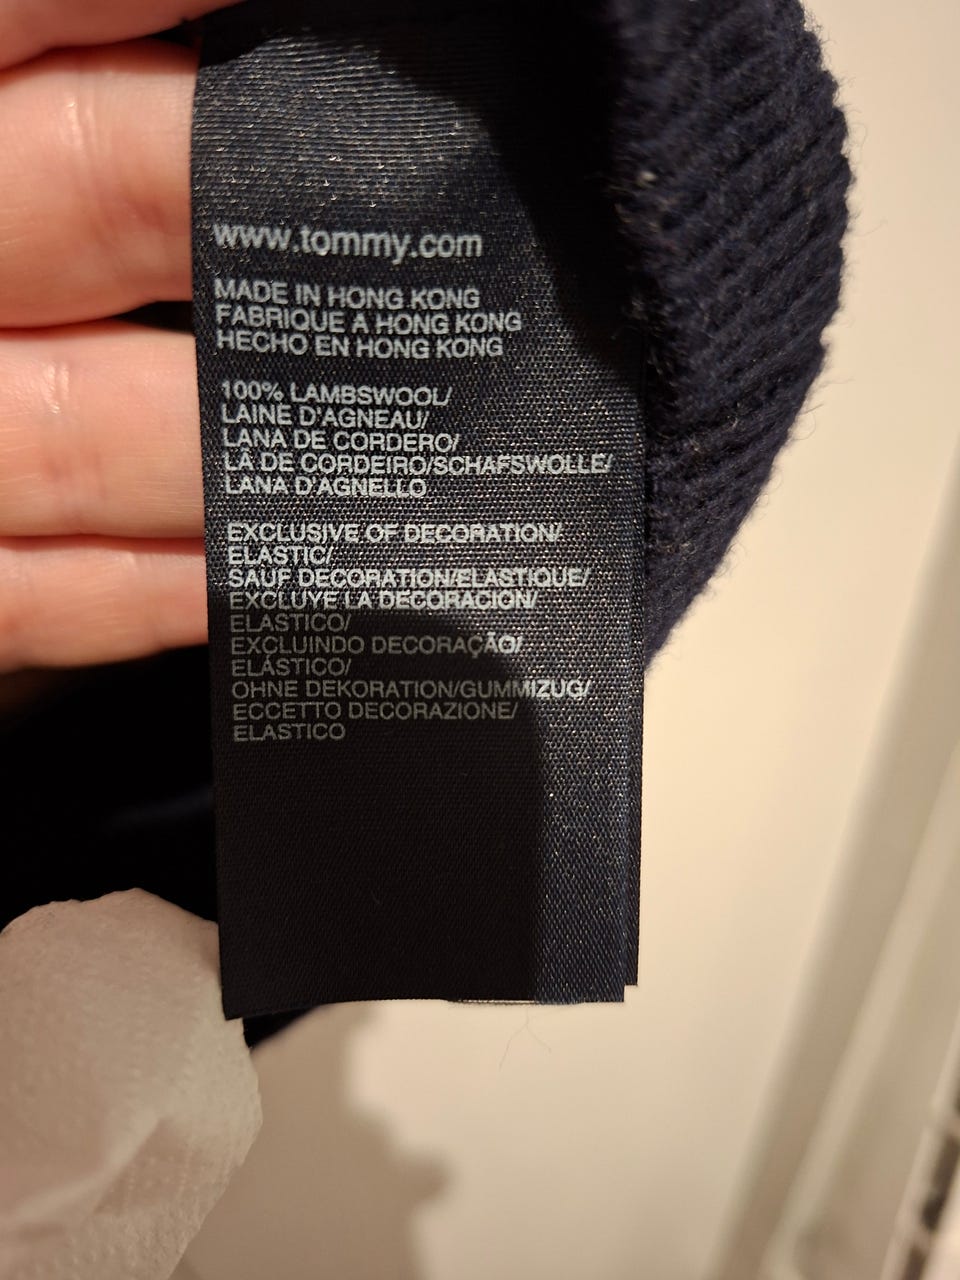 www.tommy.com
MADE IN HONG KONG
FABRIQUE A HONG KONG
HECHO EN HONG KONG
100% LAMBSWOOL/
LAINE D'AGNEAU/
LANA DE CORDERO/
LÂ DE CORDEIRO/SCHAFSWOLLE/
LANA D'AGNELLO
EXCLUSIVE OF DECORATION/
ELASTIC/
SAUF DECORATION/ELASTIQUE/
EXCLUYE LA DECORACION/
ELASTICO/
EXCLUINDO DECORAÇÃO/
ELÁSTICO/
OHNE DEKORATION/GUMMIZUG/
ECCETTO DECORAZIONE/
ELASTICO